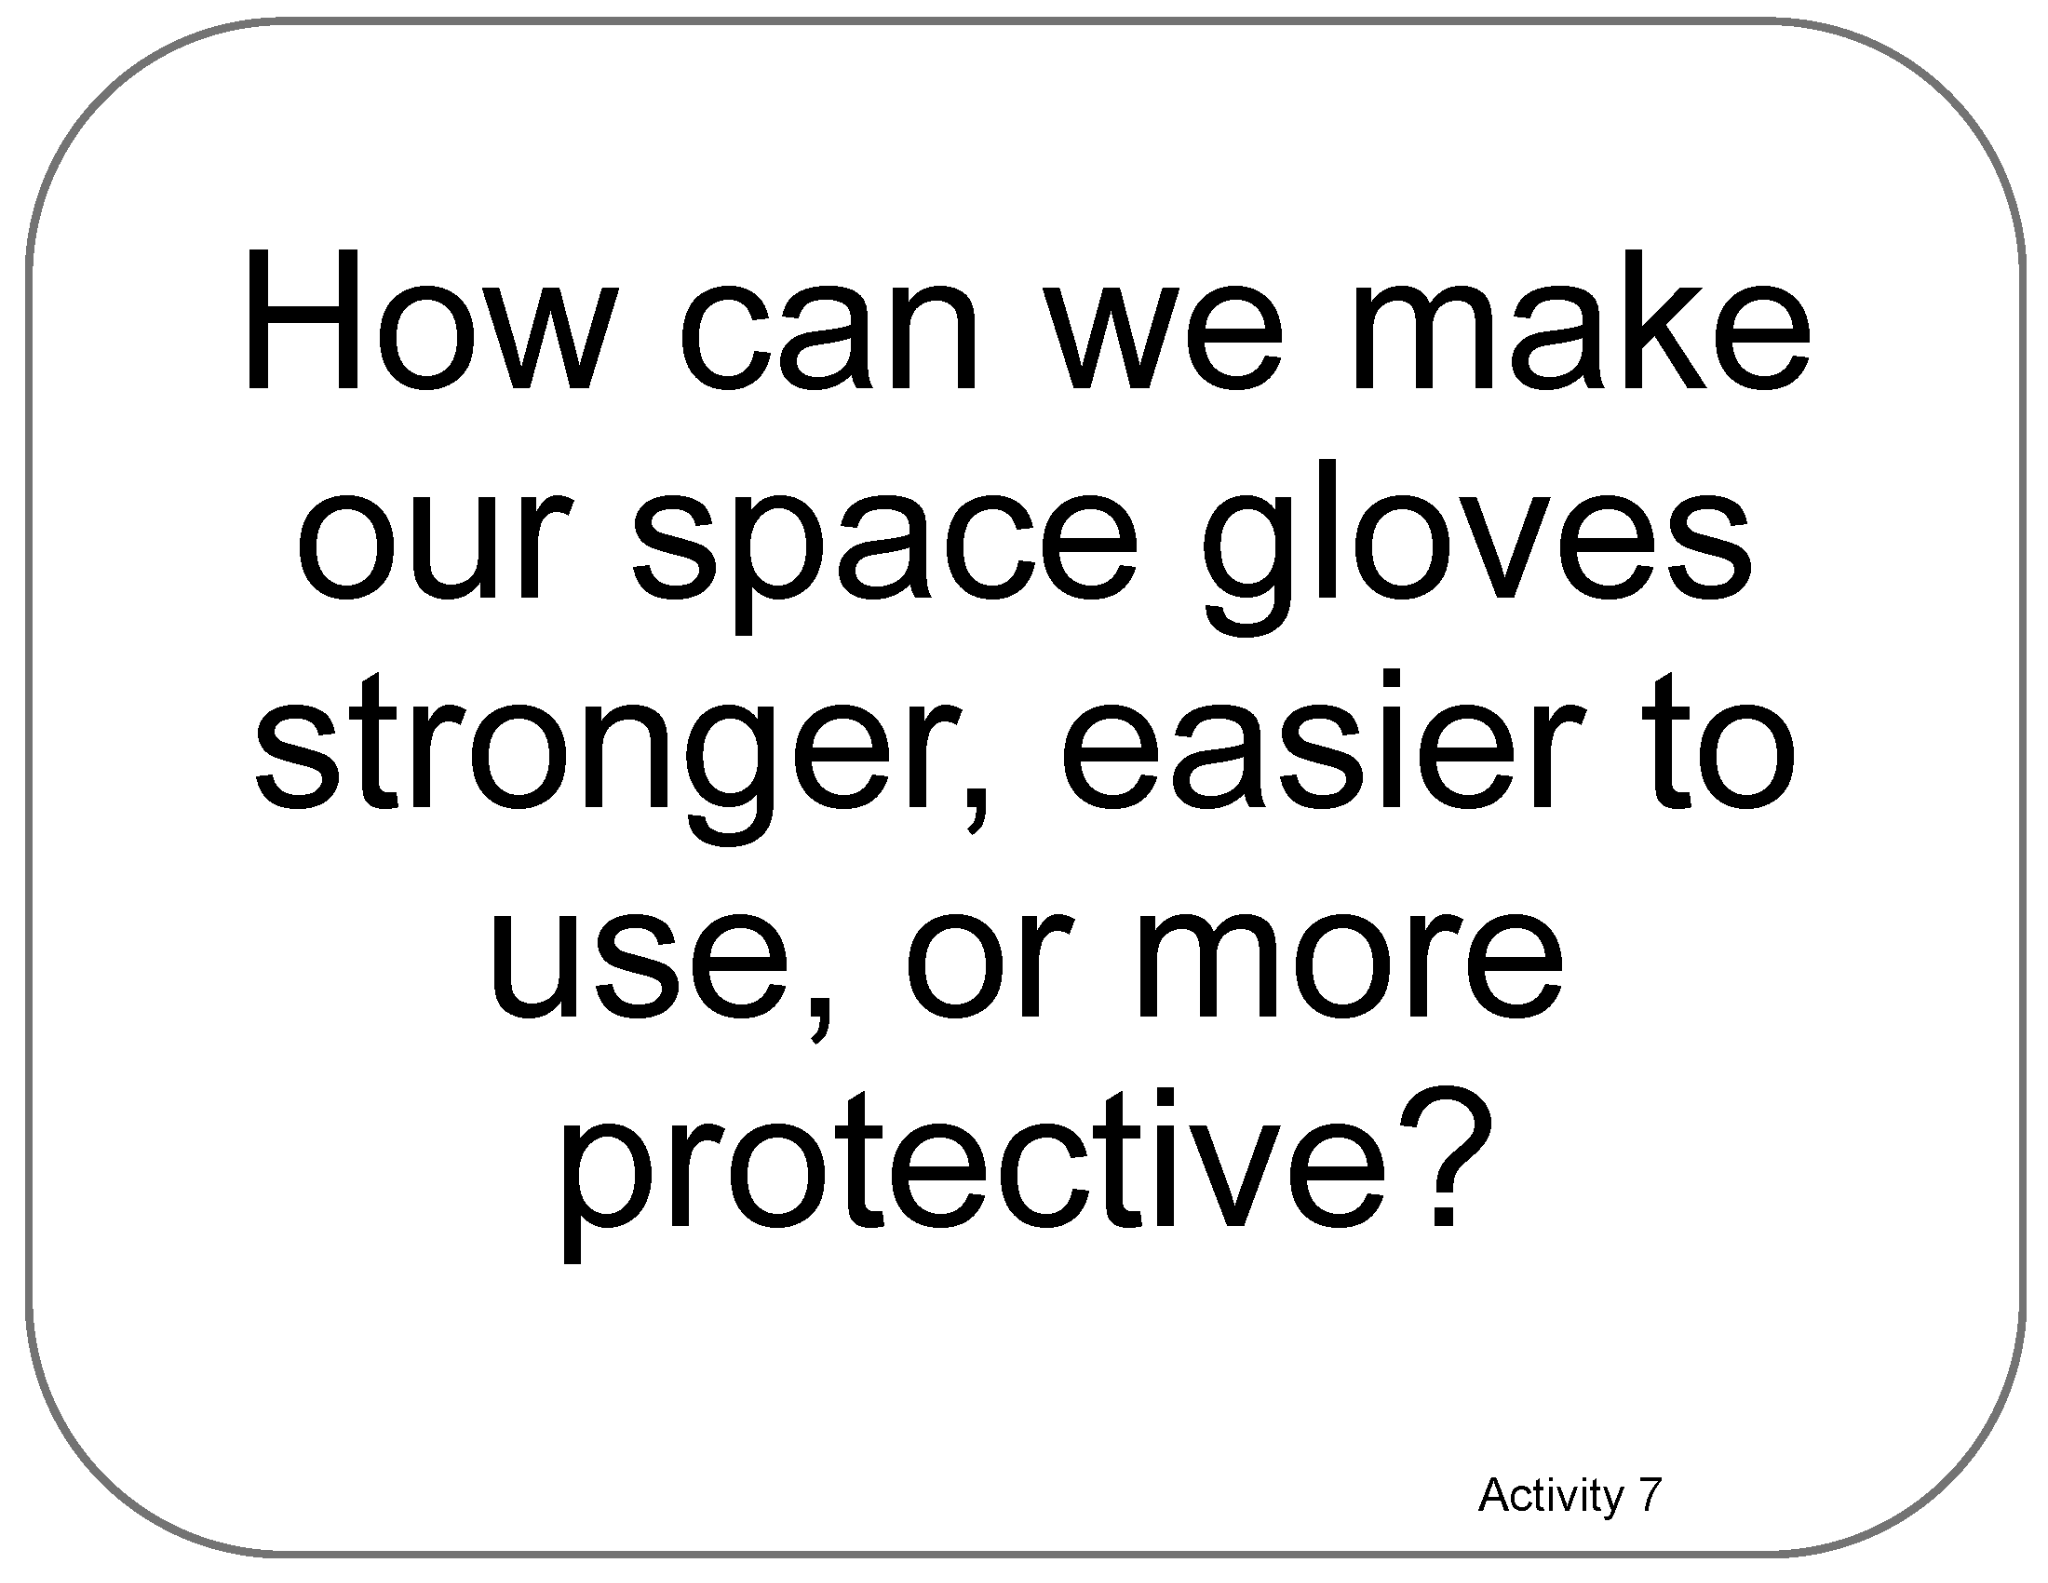 How can we make
our space gloves
stronger, easier to
use, or more
protective?
Activity 7